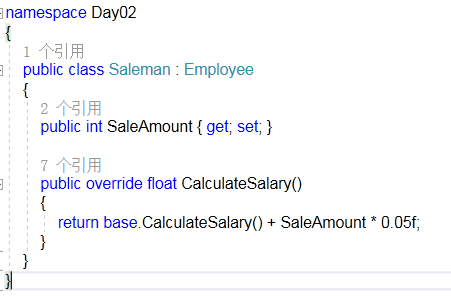 namespace Day02
{
1 个引用
public class Saleman : Employee
{
2 个引用
public int SaleAmount { get; set; }
7 个引用
public override float CalculateSalary()
{
return base.CalculateSalary() + SaleAmount * 0.05f;
}
}
}